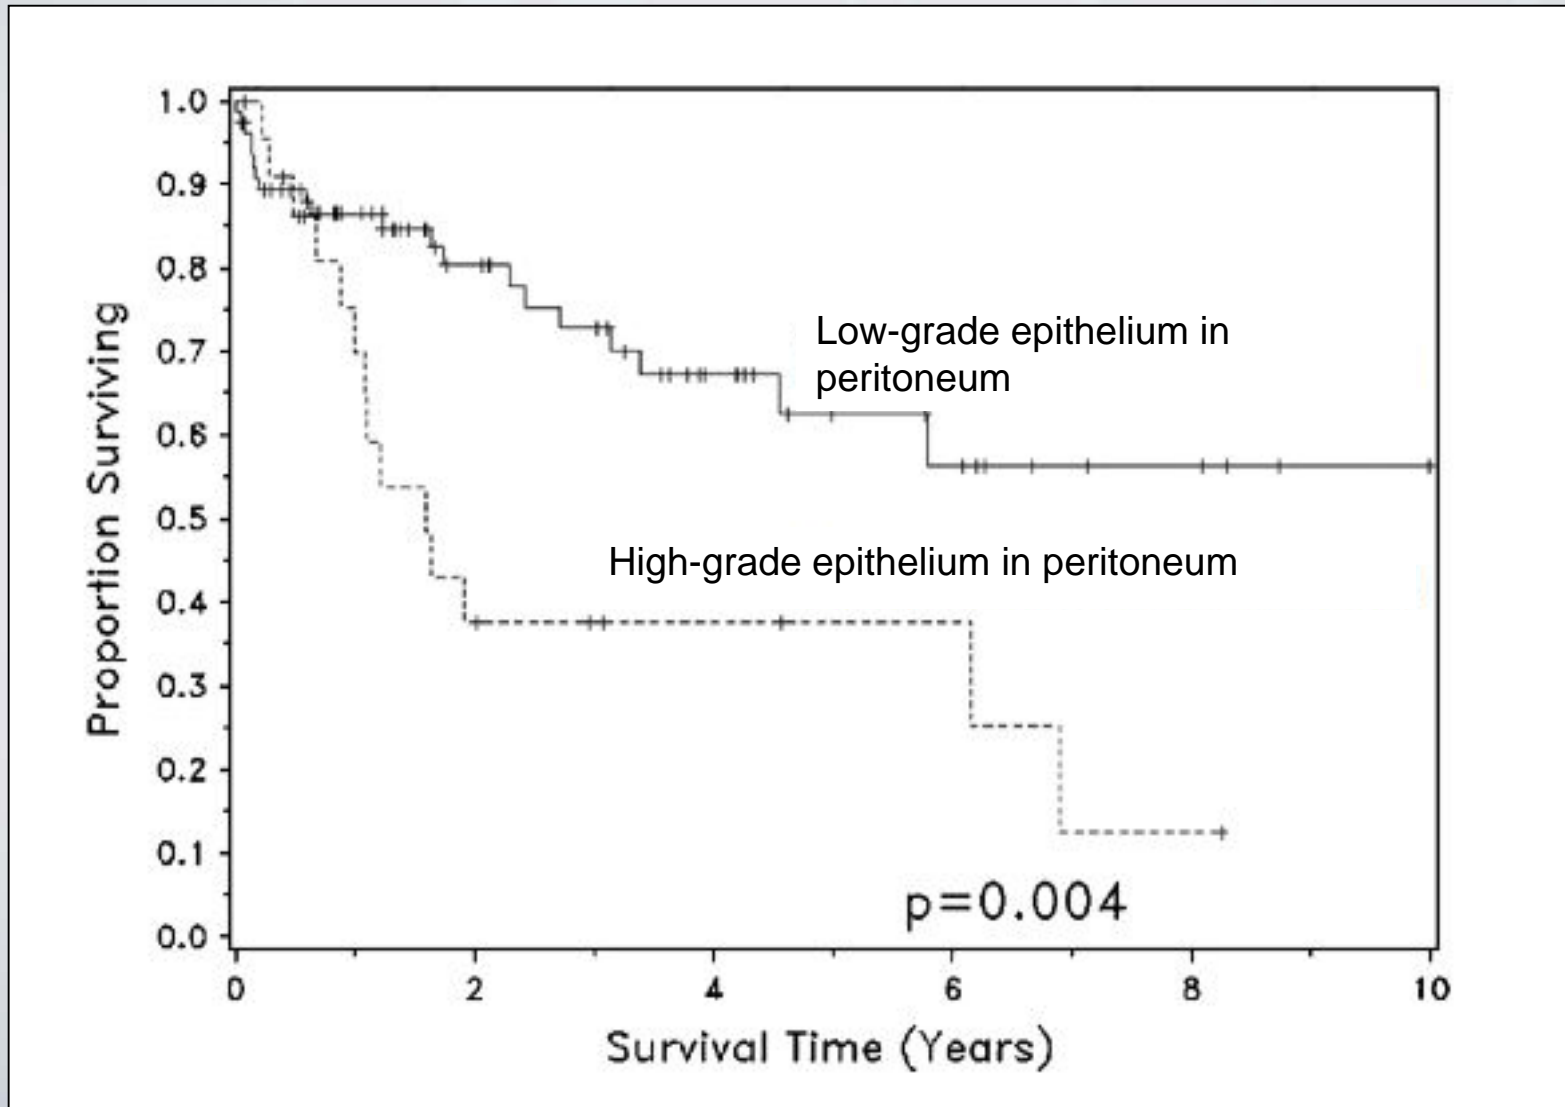 1.0
0.9
0.8
0.7
0.6
0.5
0.4
0.3
0.2
0.1
0.0
Proportion Surviving
Low-grade epithelium in
peritoneum
High-grade epithelium in peritoneum
p=0.004
0 2 4 6 8 10
Survival Time (Years)